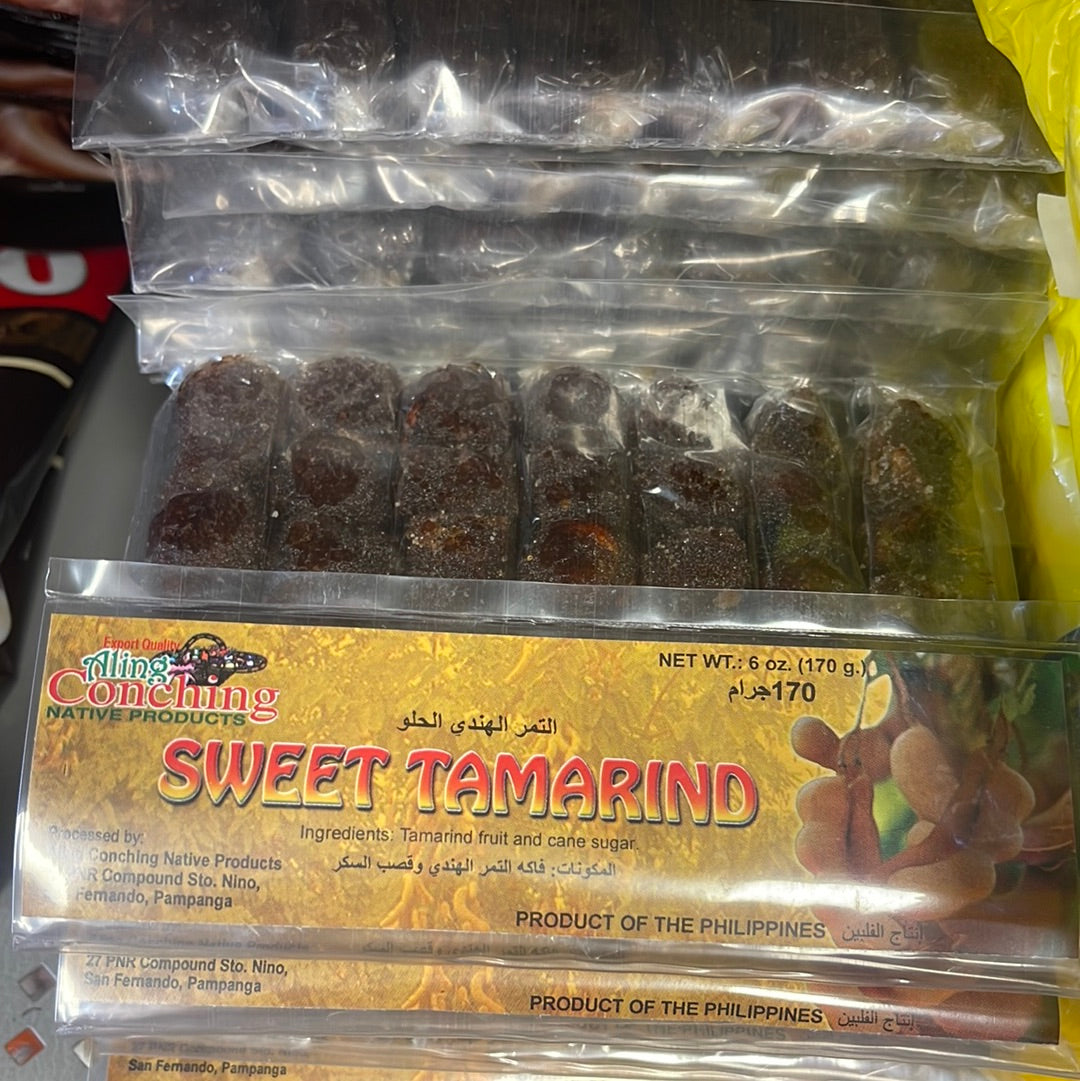 Export Quality
Aling
Conching
NATIVE PRODUCTS
NET WT.: 6 oz. (170 g.)
170جرام
التمر الهندي الحلو
SWEET TAMARIND
Processed by:
Conching Native Products
PNR Compound Sto. Nino,
Fernando, Pampanga
Ingredients: Tamarind fruit and cane sugar.
المكونات: فاكه التمر الهندي وقصب السكر
PRODUCT OF THE PHILIPPINES إنتاج الفلبين
27 PNR Compound Sto. Nino,
San Fernando, Pampanga
PRODUCT OF THE PHILIPPINES إنتاج الفلبين
San Fernando, Pampanga